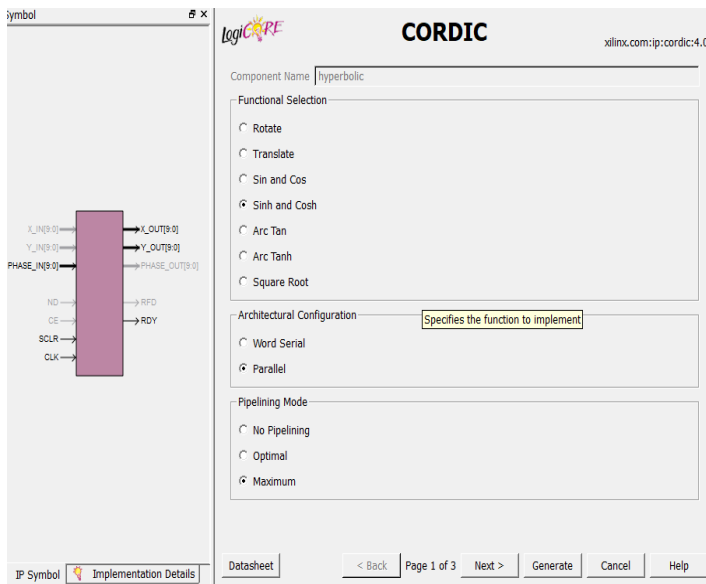 Symbol
X_IN[9:0]
X_OUT[9:0]
Y_IN[9:0]
Y_OUT[9:0]
PHASE_IN[9:0]
PHASE_OUT[9:0]
ND
RFD
CE
RDY
SCLR
CLK
IP Symbol
Implementation Details
LogiCORE
CORDIC
xilinx.com:ip:cordic:4.0
Component Name hyperbolic
Functional Selection
Rotate
Translate
Sin and Cos
Sinh and Cosh
Arc Tan
Arc Tanh
Square Root
Architectural Configuration
Specifies the function to implement
Word Serial
Parallel
Pipelining Mode
No Pipelining
Optimal
Maximum
Datasheet
< Back
Page 1 of 3
Next >
Generate
Cancel
Help